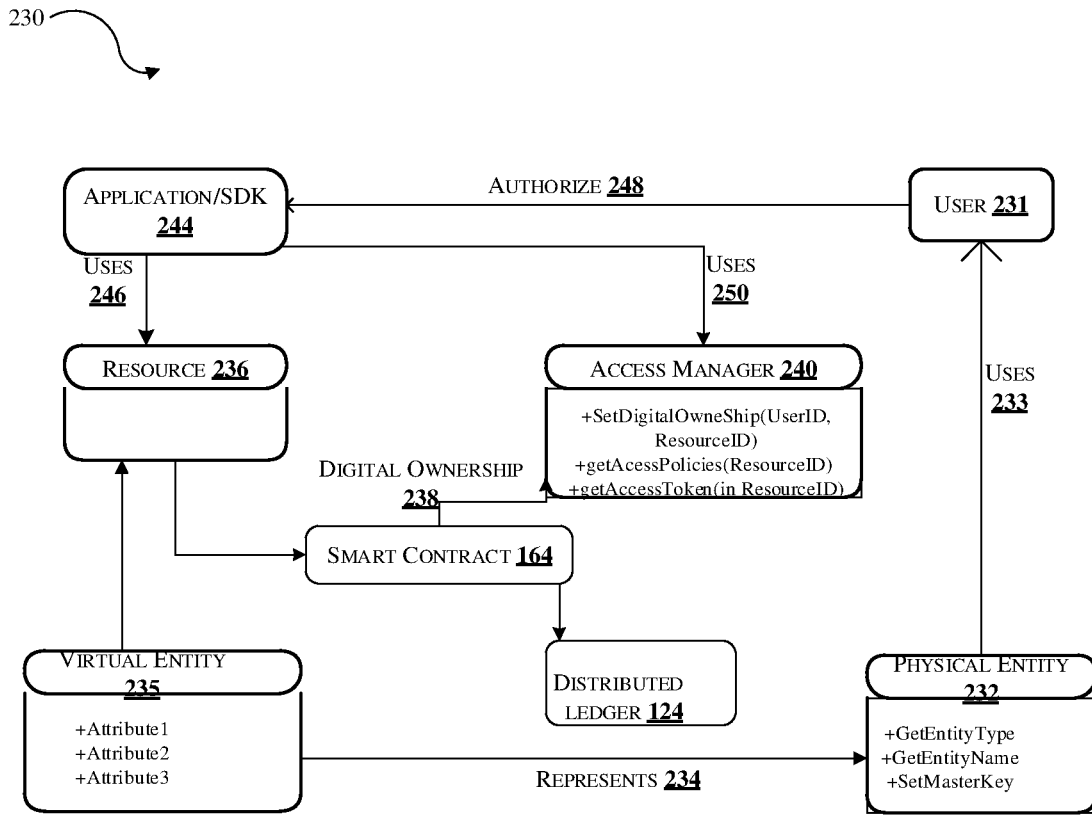 230
APPLICATION/SDK
244
AUTHORIZE 248
USER 231
USES
246
USES
250
USES
233
RESOURCE 236
ACCESS MANAGER 240
+SetDigitalOwneShip(UserID,
ResourceID)
+getAcessPolicies(ResourceID)
+getAccessToken(in ResourceID)
DIGITAL OWNERSHIP
238
SMART CONTRACT 164
VIRTUAL ENTITY
235
+Attribute1
+Attribute2
+Attribute3
DISTRIBUTED
LEDGER 124
PHYSICAL ENTITY
232
+GetEntityType
+GetEntityName
+SetMasterKey
REPRESENTS 234